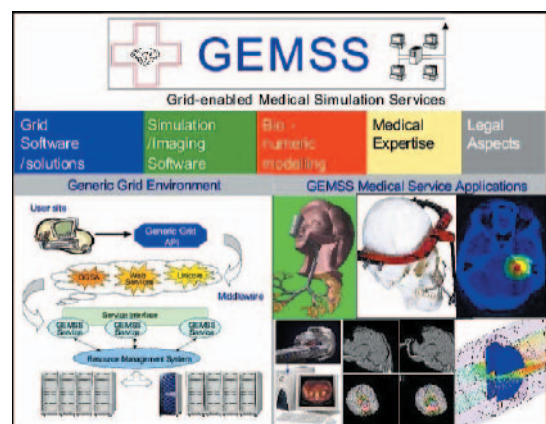 GEMSS
Grid-enabled Medical Simulation Services
Grid
Software
/solutions
Simulation
/Imaging
Software
Bio -
numeric
modelling
Medical
Expertise
Legal
Aspects
Generic Grid Environment
GEMSS Medical Service Applications
User site
Generic Grid
API
OGSA
Web
Services
Unicore
Middleware
Service Interface
GEMSS
Service
GEMSS
Service
GEMSS
Service
Resource Management System